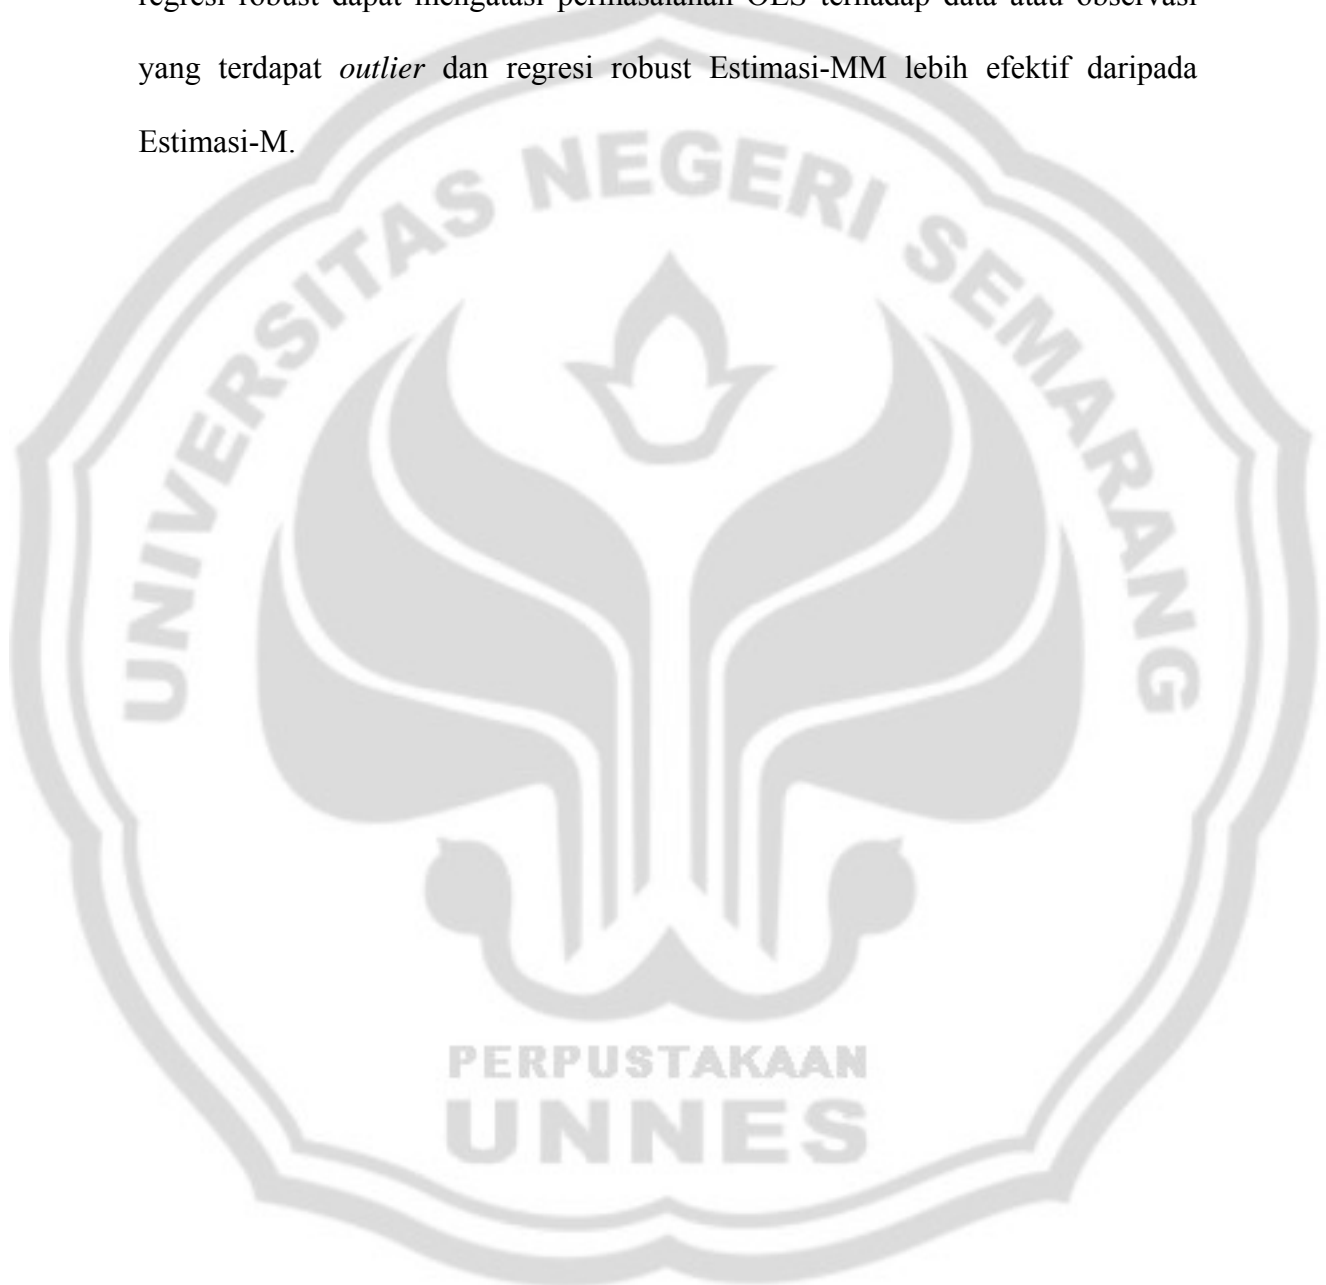 regresi robust dapat mengatasi permasalahan OLS terhadap data atau observasi
yang terdapat outlier dan regresi robust Estimasi-MM lebih efektif daripada
Estimasi-M.
UNIVERSITAS NEGERI SEMARANG
PERPUSTAKAAN
UNNES